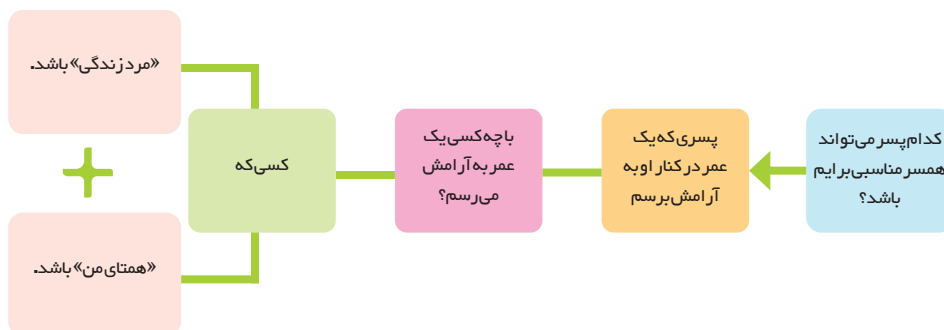 کدام پسر می‌تواند
همسر مناسبی برایم
باشد؟
پسری که یک
عمر در کنار او به
آرامش برسم
با چه کسی یک
عمر به آرامش
می‌رسم؟
کسی که
«مرد زندگی» باشد.
«همتای من» باشد.